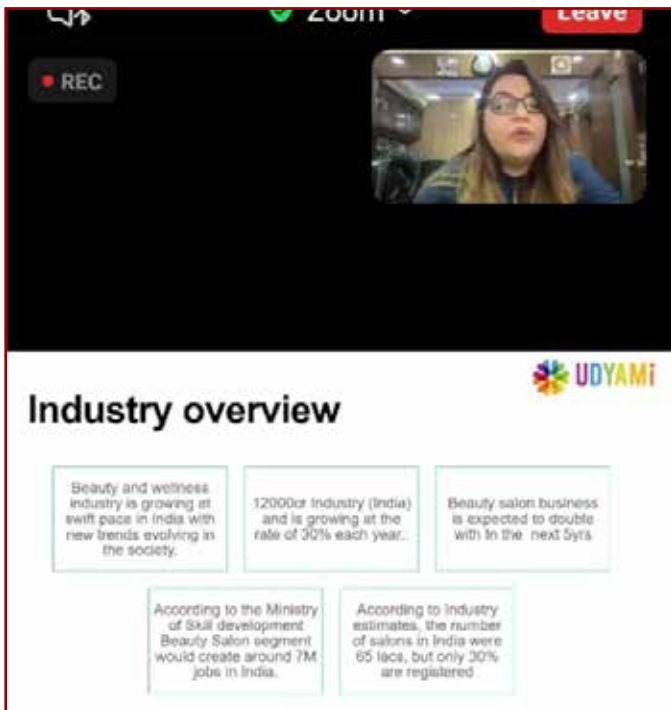 Zoom
Leave
REC
UDYAMi
Industry overview
Beauty and wellness
industry is growing at
swift pace in India with
new trends evolving in
the society.
12000cr Industry (India)
and is growing at the
rate of 30% each year..
Beauty salon business
is expected to double
with In the next 5yrs
According to the Ministry
of Skill development
Beauty Salon segment
would create around 7M
jobs in India.
According to Industry
estimates, the number
of salons in India were
65 lacs, but only 30%
are registered